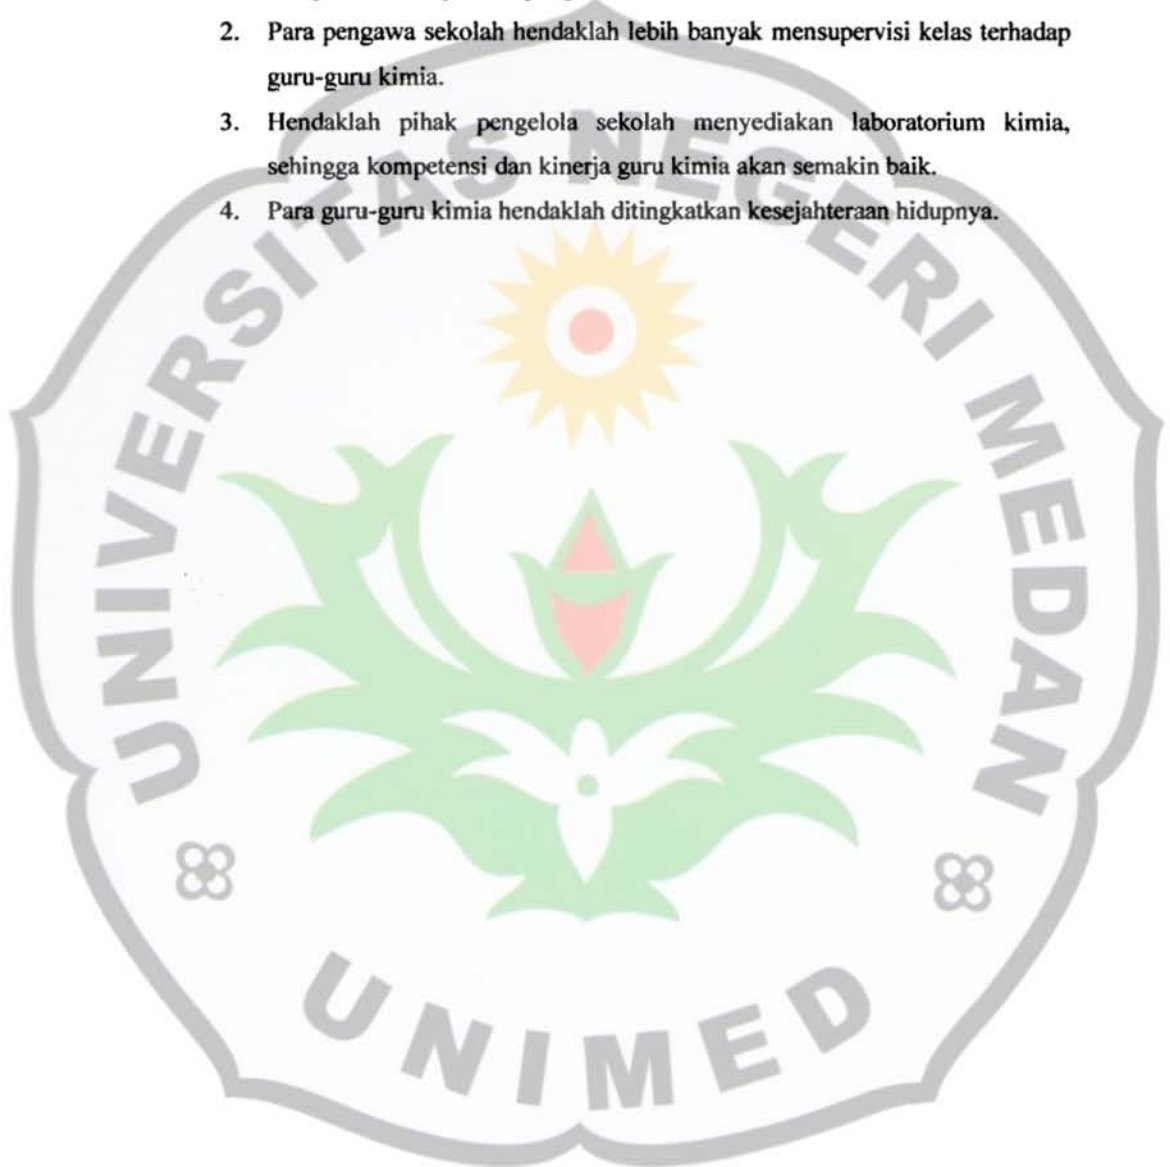 2. Para pengawa sekolah hendaklah lebih banyak mensupervisi kelas terhadap
guru-guru kimia.
3. Hendaklah pihak pengelola sekolah menyediakan laboratorium kimia,
sehingga kompetensi dan kinerja guru kimia akan semakin baik.
4. Para guru-guru kimia hendaklah ditingkatkan kesejahteraan hidupnya.
UNIVERSITAS NEGERI MEDAN
UNIMED